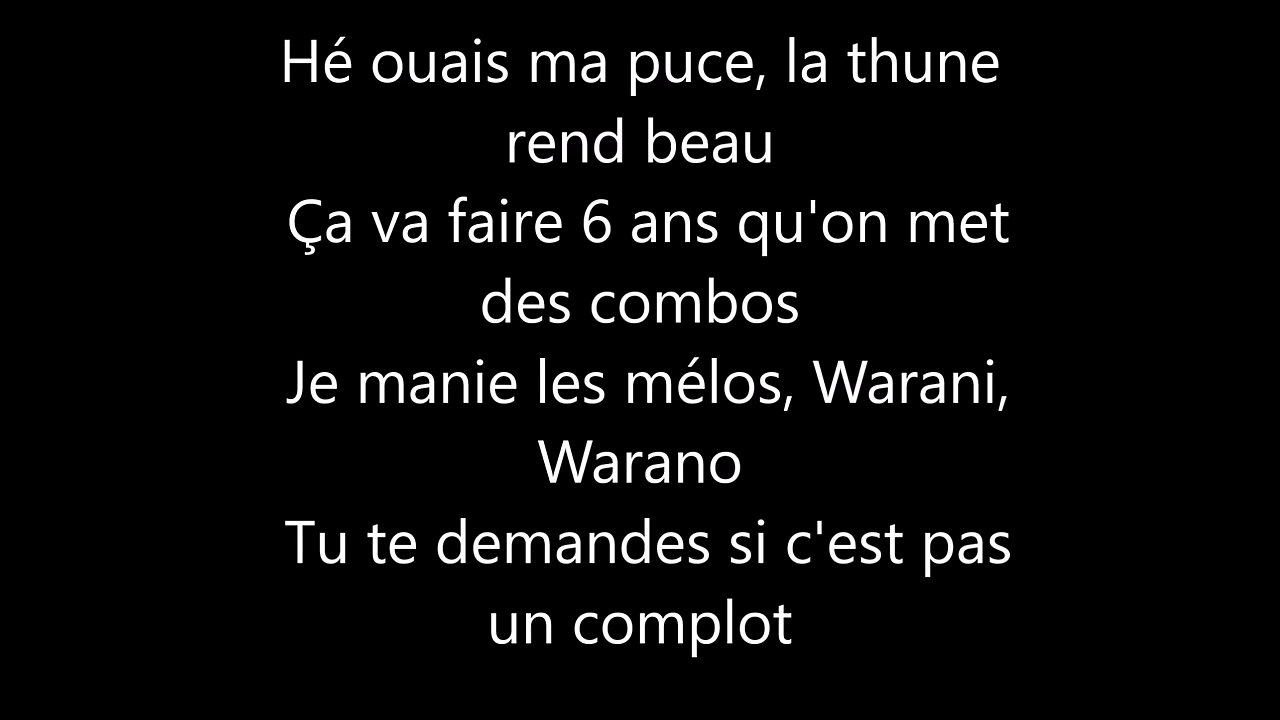 Hé ouais ma puce, la thune
rend beau
Ça va faire 6 ans qu'on met
des combos
Je manie les mélos, Warani,
Warano
Tu te demandes si c'est pas
un complot